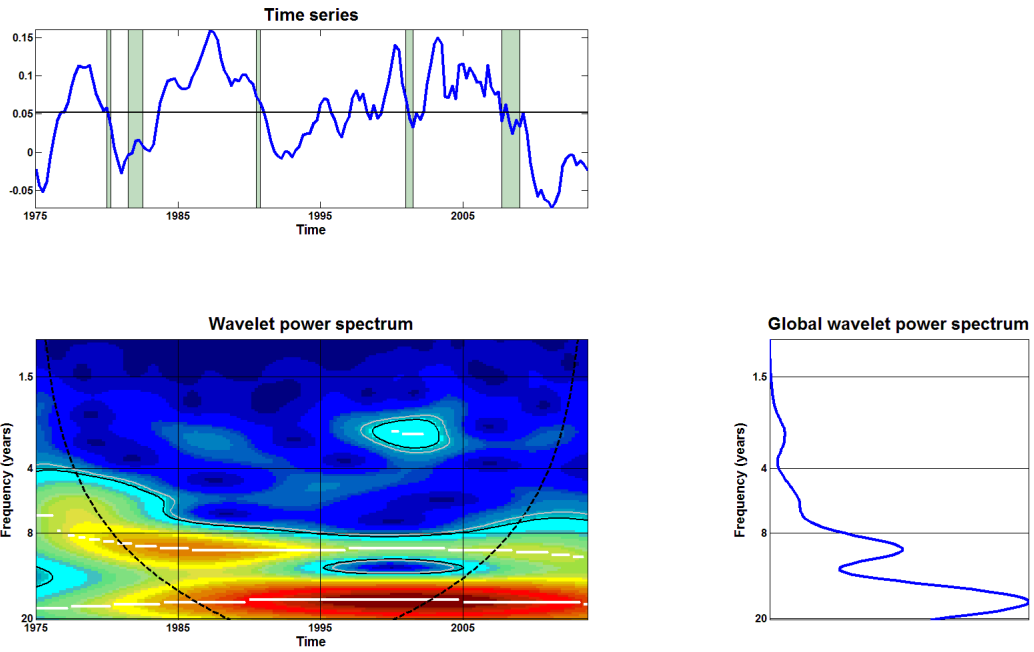 Time series
0.15
0.1
0.05
0
-0.05
1975 1985 1995 2005
Time
Wavelet power spectrum
Frequency (years)
1.5
4
8
20
1975 1985 1995 2005
Time
Global wavelet power spectrum
Frequency (years)
1.5
4
8
20